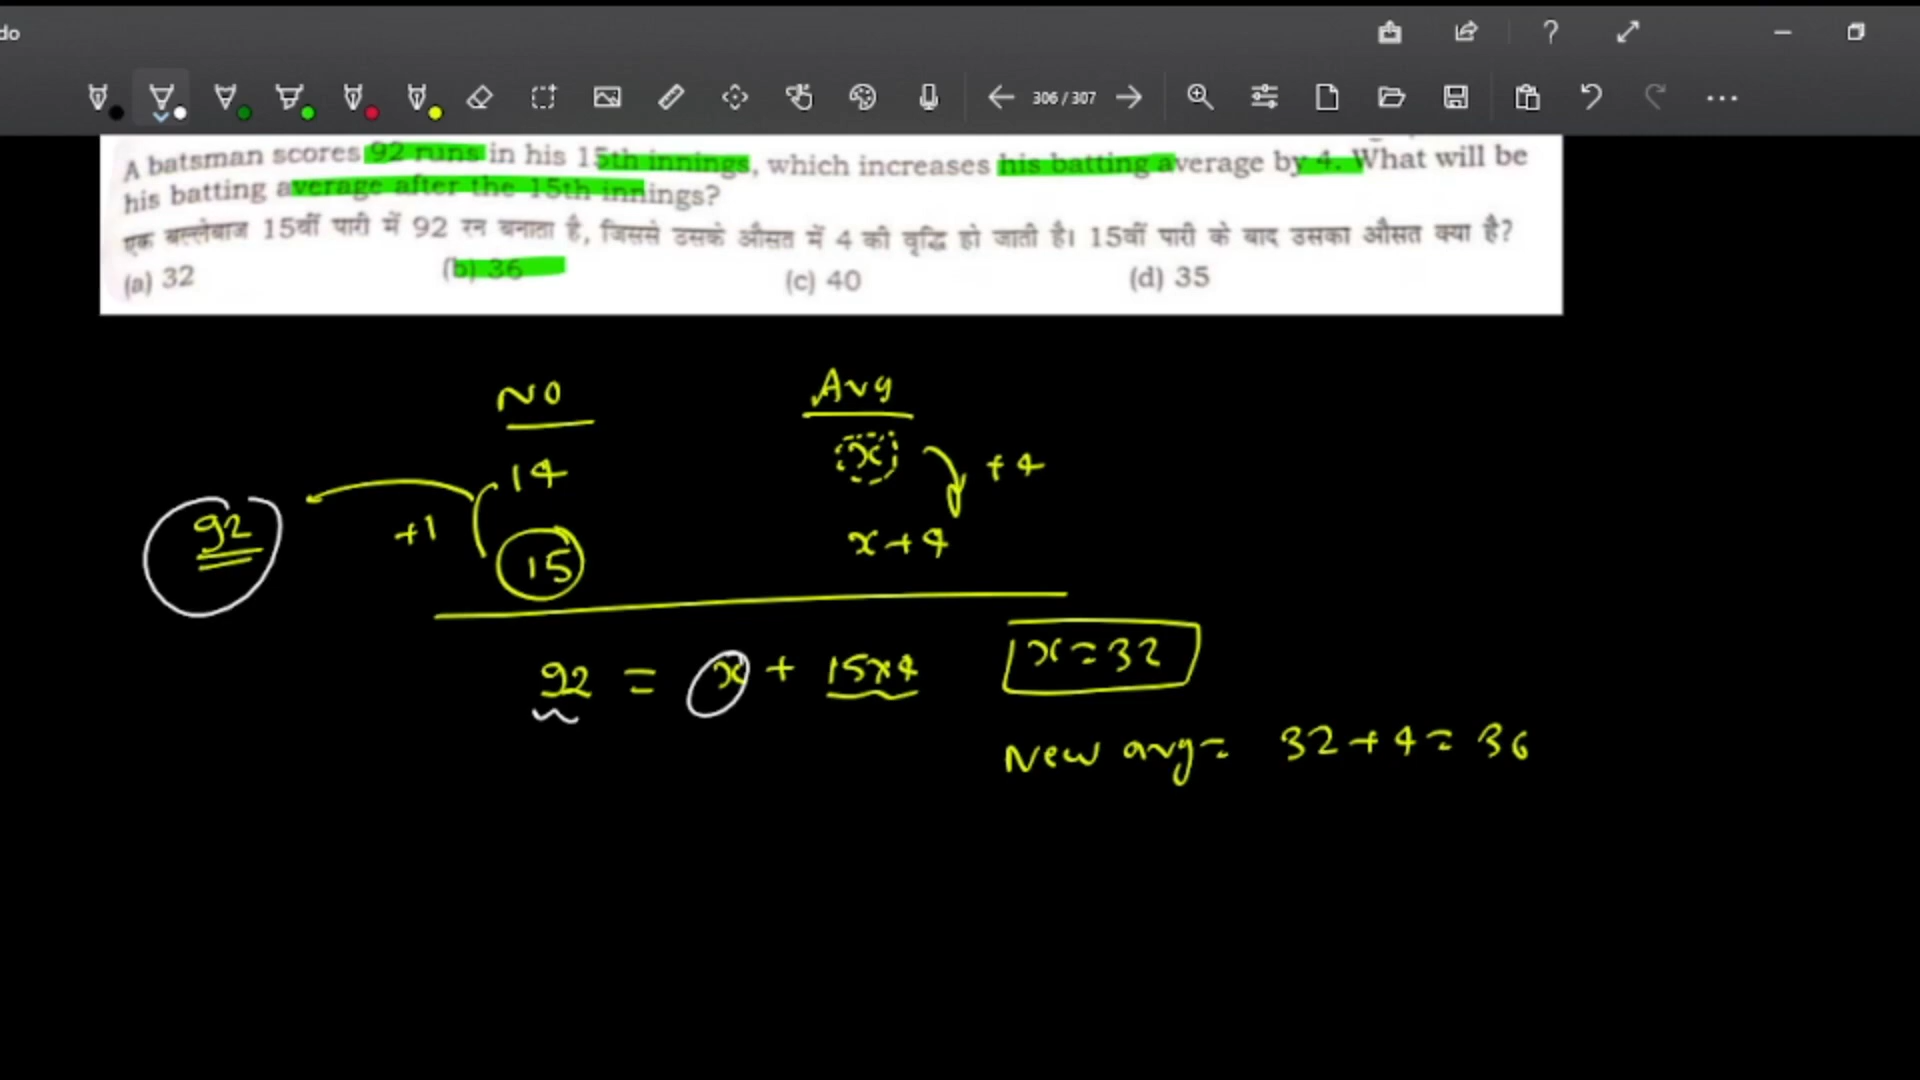 do
306 / 307
A batsman scores 92 runs in his 15th innings, which increases his batting average by 4. What will be
his batting average after the 15th innings?
एक बल्लेबाज 15वीं पारी में 92 रन बनाता है, जिससे उसके औसत में 4 की वृद्धि हो जाती है। 15वीं पारी के बाद उसका औसत क्या है?
(a) 32 (b) 36 (c) 40 (d) 35
NO Avg
14 x +4
92 +1 15 x+4
92 = x + 15x4 x=32
New avg= 32+4=36